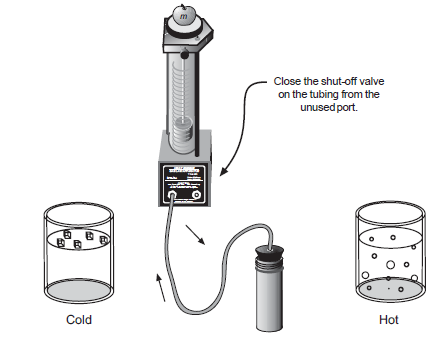 m
Close the shut-off valve
on the tubing from the
unused port.
Cold
Hot